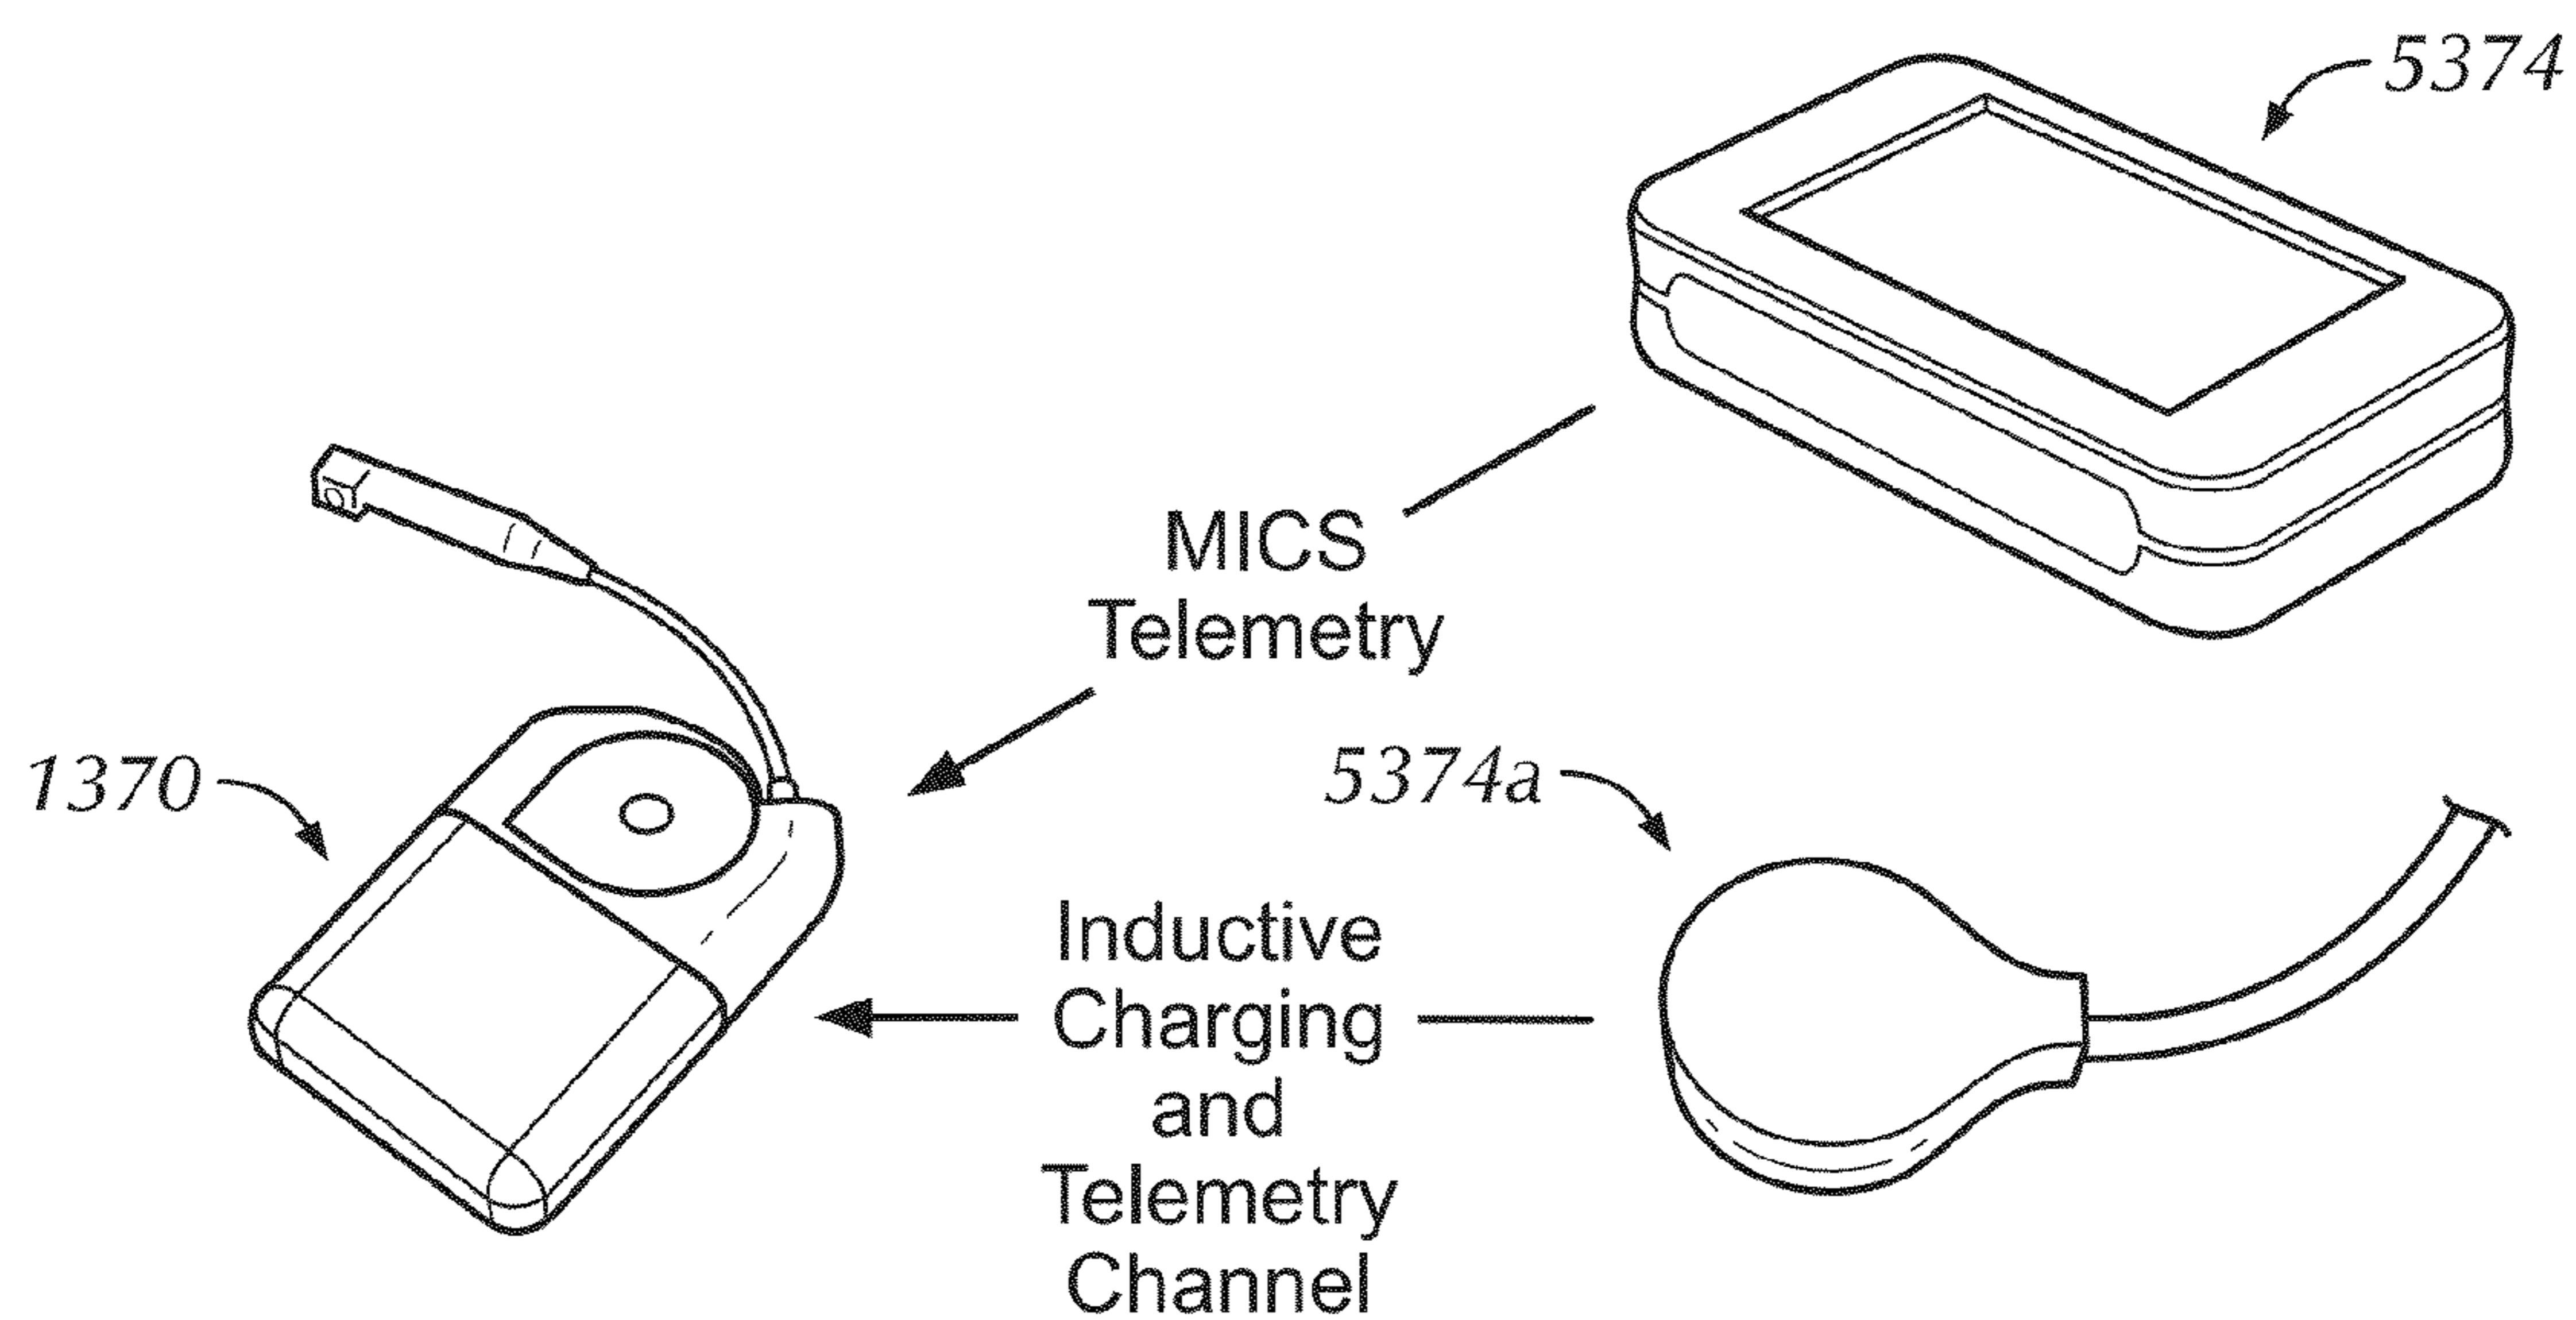 5374
MICS
Telemetry
1370
5374a
Inductive
Charging
and
Telemetry
Channel